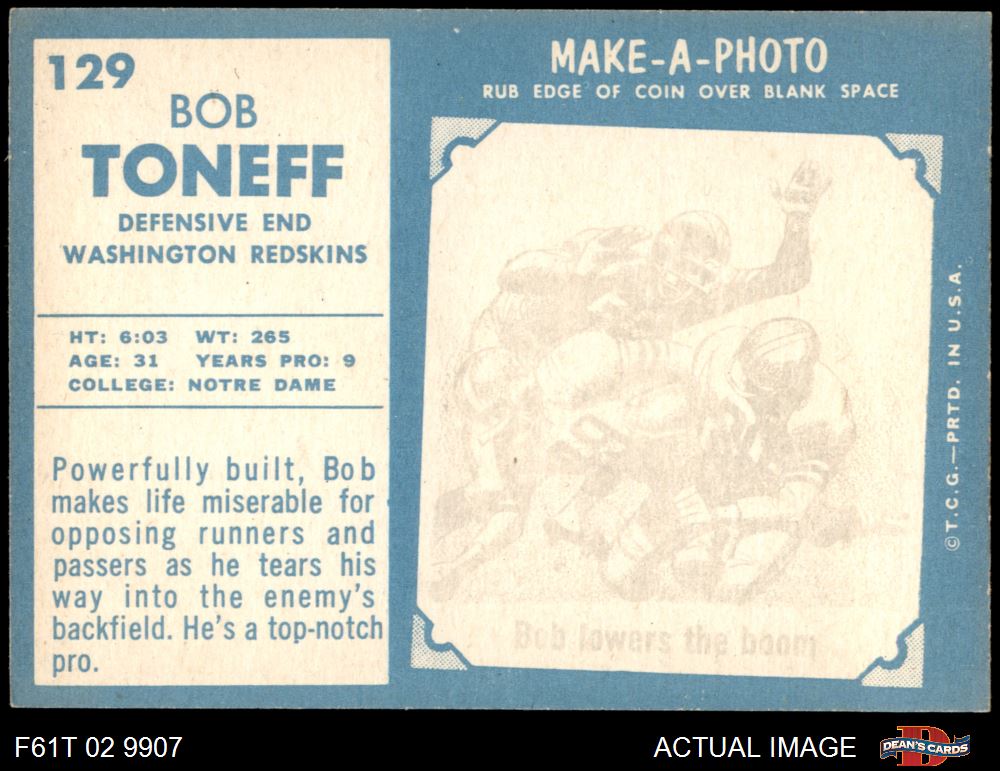 129
BOB
TONEFF
DEFENSIVE END
WASHINGTON REDSKINS
HT: 6:03 WT: 265
AGE: 31 YEARS PRO: 9
COLLEGE: NOTRE DAME
Powerfully built, Bob
makes life miserable for
opposing runners and
passers as he tears his
way into the enemy's
backfield. He's a top-notch
pro.
MAKE-A-PHOTO
RUB EDGE OF COIN OVER BLANK SPACE
Bob lowers the boom
©T.C.G.—PRTD. IN U.S.A.
F61T 02 9907
ACTUAL IMAGE
DEAN'S CARDS